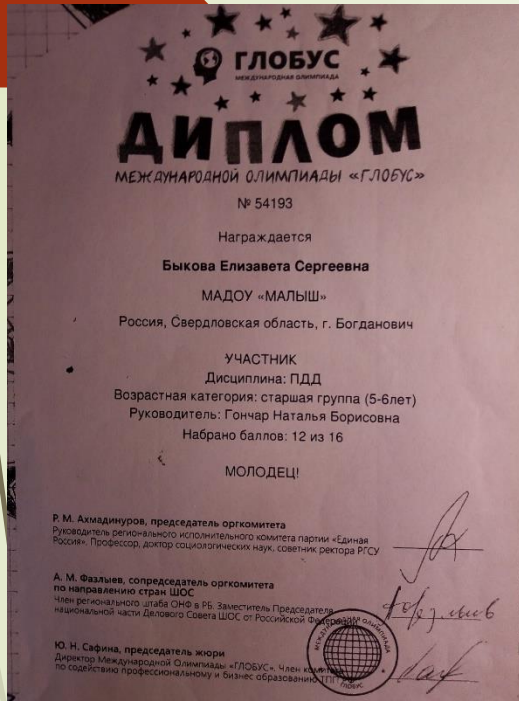 ГЛОБУС
МЕЖДУНАРОДНАЯ ОЛИМПИАДА
ДИПЛОМ
МЕЖДУНАРОДНОЙ ОЛИМПИАДЫ «ГЛОБУС»
№ 54193
Награждается
Быкова Елизавета Сергеевна
МАДОУ «МАЛЫШ»
Россия, Свердловская область, г. Богданович
УЧАСТНИК
Дисциплина: ПДД
Возрастная категория: старшая группа (5-6лет)
Руководитель: Гончар Наталья Борисовна
Набрано баллов: 12 из 16
МОЛОДЕЦ!
Р. М. Ахмадинуров, председатель оргкомитета
Руководитель регионального исполнительного комитета партии «Единая
Россия». Профессор, доктор социологических наук, советник ректора РГСУ
А. М. Фазлыев, сопредседатель оргкомитета
по направлению стран ШОС
Член регионального штаба ОНФ в РБ. Заместитель Председателя
национальной части Делового Совета ШОС от Российской Федерации
Ю. Н. Сафина, председатель жюри
Директор Международной Олимпиады «ГЛОБУС». Член комитета
по содействию профессиональному и бизнес образованию ТПП РФ
МЕЖДУНАРОДНАЯ ОЛИМПИАДА
ГЛОБУС